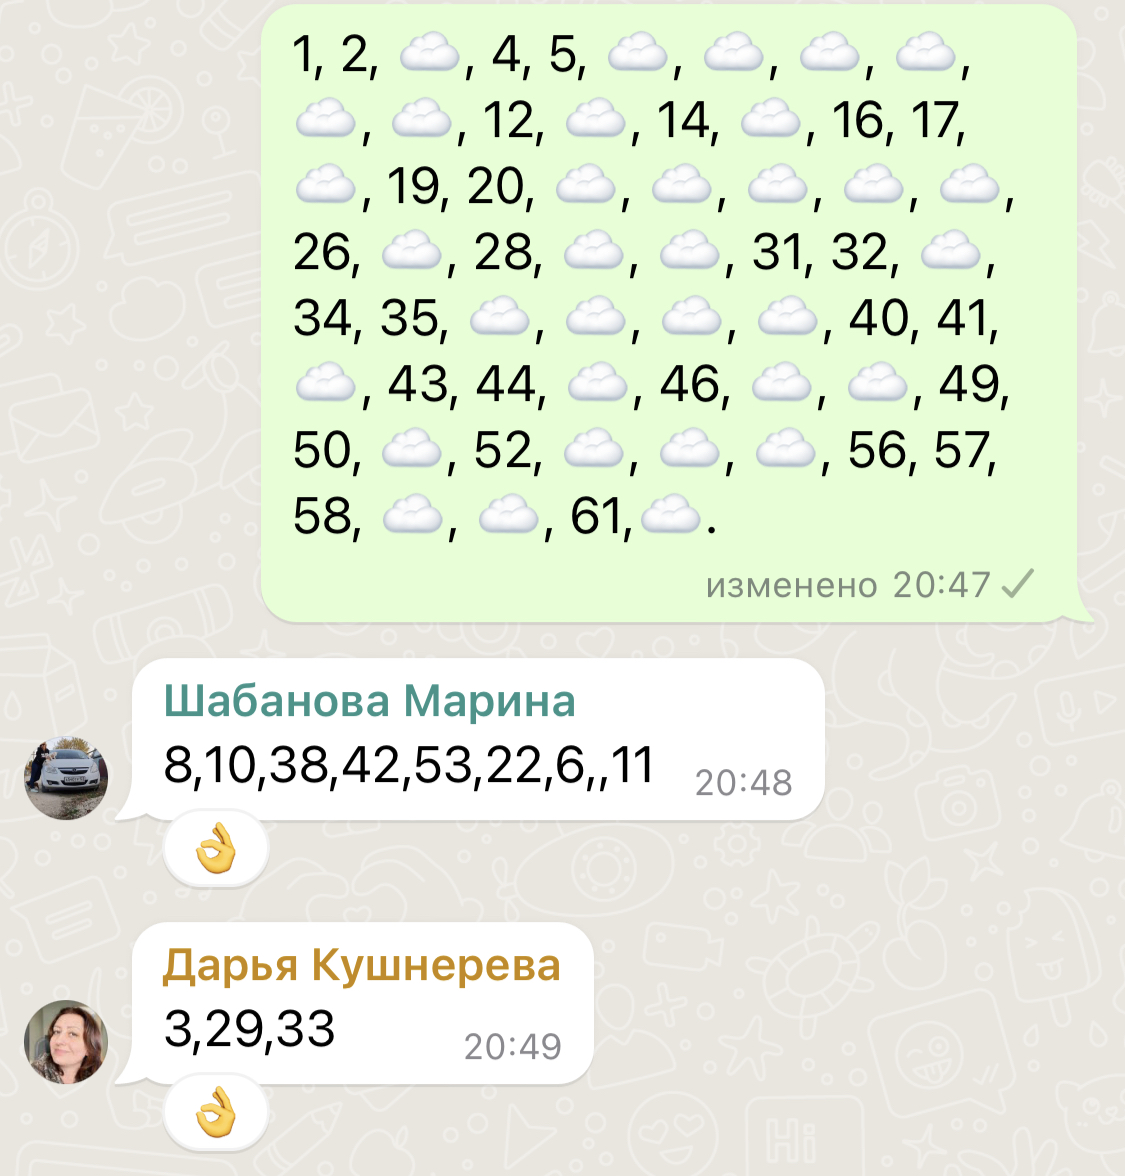 1, 2, ☁️, 4, 5, ☁️, ☁️, ☁️, ☁️,
☁️, ☁️, 12, ☁️, 14, ☁️, 16, 17,
☁️, 19, 20, ☁️, ☁️, ☁️, ☁️, ☁️,
26, ☁️, 28, ☁️, ☁️, 31, 32, ☁️,
34, 35, ☁️, ☁️, ☁️, ☁️, 40, 41,
☁️, 43, 44, ☁️, 46, ☁️, ☁️, 49,
50, ☁️, 52, ☁️, ☁️, ☁️, 56, 57,
58, ☁️, ☁️, 61,☁️.
изменено 20:47
Шабанова Марина
8,10,38,42,53,22,6,,11
20:48
👌
Дарья Кушнерева
3,29,33
20:49
👌